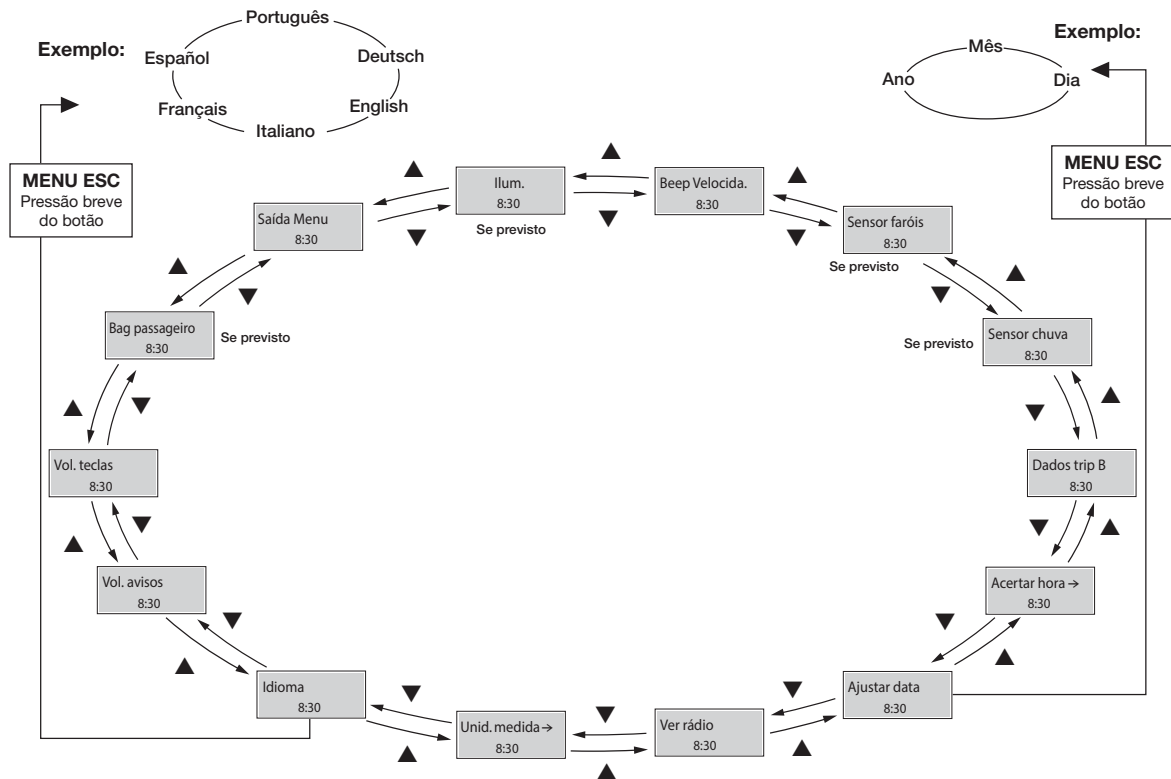 Português
Exemplo:
Español
Deutsch
Français
English
Italiano
Exemplo:
Mês
Ano
Dia
MENU ESC
Pressão breve
do botão
MENU ESC
Pressão breve
do botão
Ilum.
8:30
Se previsto
Beep Velocida.
8:30
Saída Menu
8:30
Sensor faróis
8:30
Se previsto
Bag passageiro
8:30
Se previsto
Sensor chuva
8:30
Se previsto
Vol. teclas
8:30
Dados trip B
8:30
Vol. avisos
8:30
Acertar hora →
8:30
Idioma
8:30
Unid. medida →
8:30
Ver rádio
8:30
Ajustar data
8:30